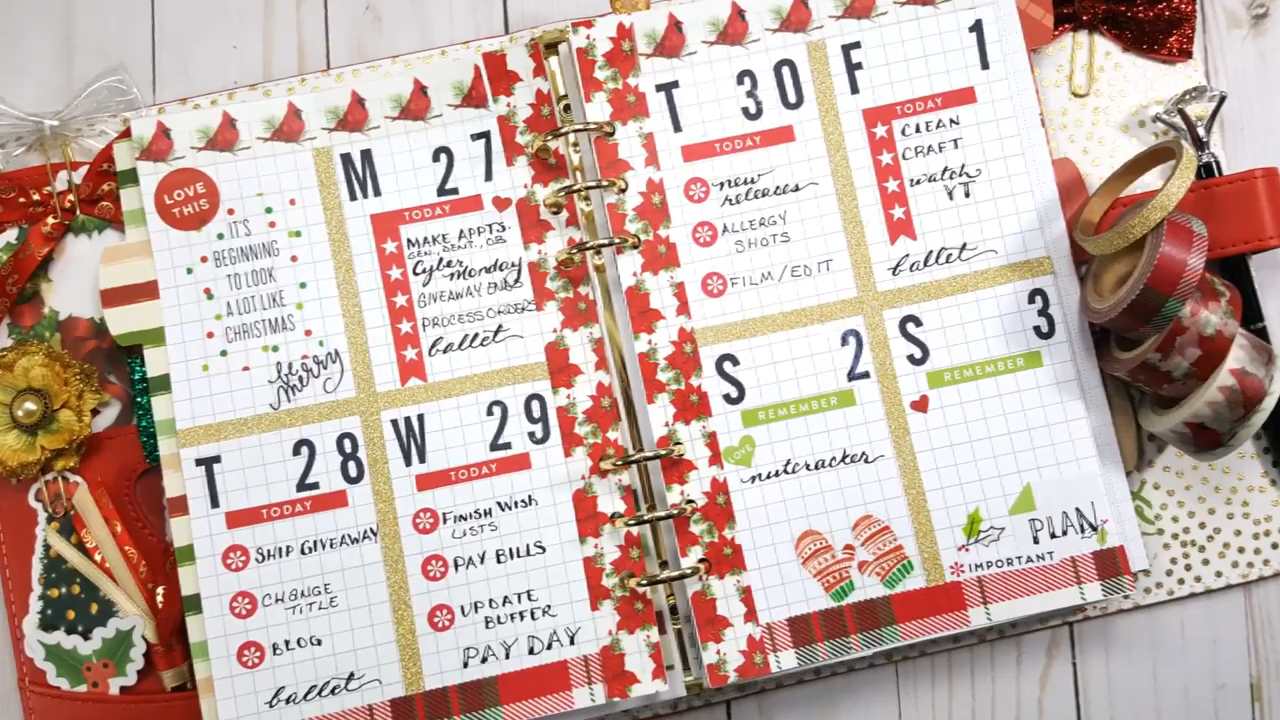 LOVE
THIS
IT'S
BEGINNING
TO LOOK
A LOT LIKE
CHRISTMAS
be
merry
M 27
TODAY
MAKE APPTS.
GEN., DENT., OB
Cyber
monday
GIVEAWAY ENDS
PROCESS ORDERS
ballet
T 28
TODAY
SHIP GIVEAWAY
CHANGE
TITLE
BLOG
ballet
W 29
TODAY
FINISH WISH
LISTS
PAY BILLS
UPDATE
BUFFER
PAY DAY
T 30
TODAY
new
releases
ALLERGY
SHOTS
FILM/EDIT
F 1
TODAY
CLEAN
CRAFT
watch
YT
ballet
S 2
REMEMBER
LOVE
nutcracker
S 3
REMEMBER
PLAN
IMPORTANT